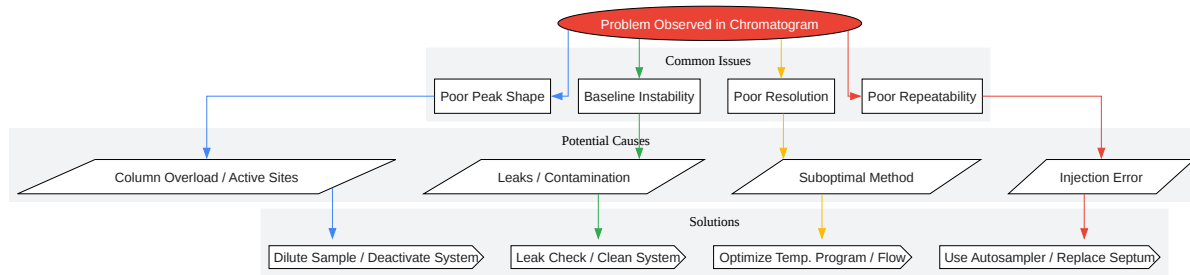 Problem Observed in Chromatogram
Common Issues
Poor Peak Shape
Baseline Instability
Poor Resolution
Poor Repeatability
Potential Causes
Column Overload / Active Sites
Leaks / Contamination
Suboptimal Method
Injection Error
Solutions
Dilute Sample / Deactivate System
Leak Check / Clean System
Optimize Temp. Program / Flow
Use Autosampler / Replace Septum